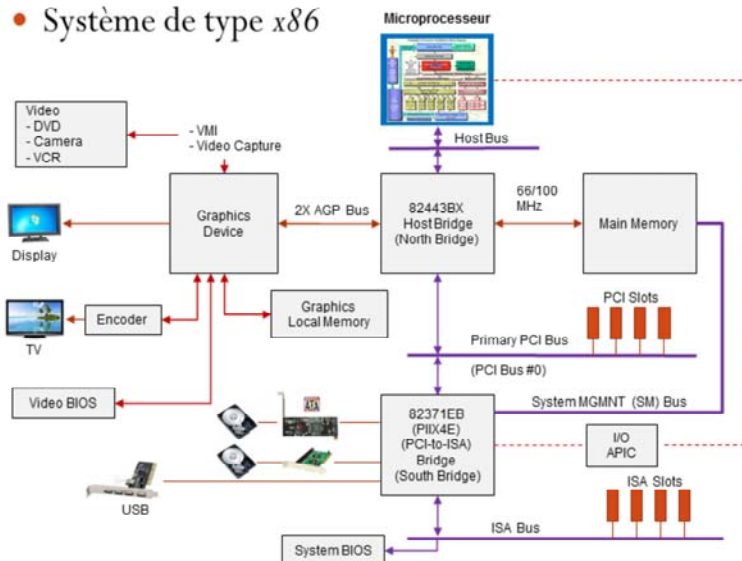 • Système de type x86
Microprocesseur
Video
- DVD
- Camera
- VCR
- VMI
- Video Capture
Host Bus
Graphics
Device
2X AGP Bus
82443BX
Host Bridge
(North Bridge)
66/100
MHz
Main Memory
Display
Encoder
TV
Graphics
Local Memory
PCI Slots
Primary PCI Bus
(PCI Bus #0)
Video BIOS
System MGMNT (SM) Bus
ATA
82371EB
(PIIX4E)
(PCI-to-ISA)
Bridge
(South Bridge)
I/O
APIC
USB
ISA Slots
ISA Bus
System BIOS